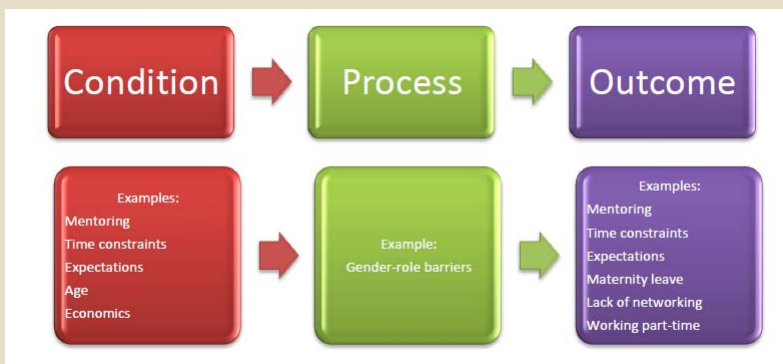 Condition
Process
Outcome
Examples:
Mentoring
Time constraints
Expectations
Age
Economics
Example:
Gender-role barriers
Examples:
Mentoring
Time constraints
Expectations
Maternity leave
Lack of networking
Working part-time